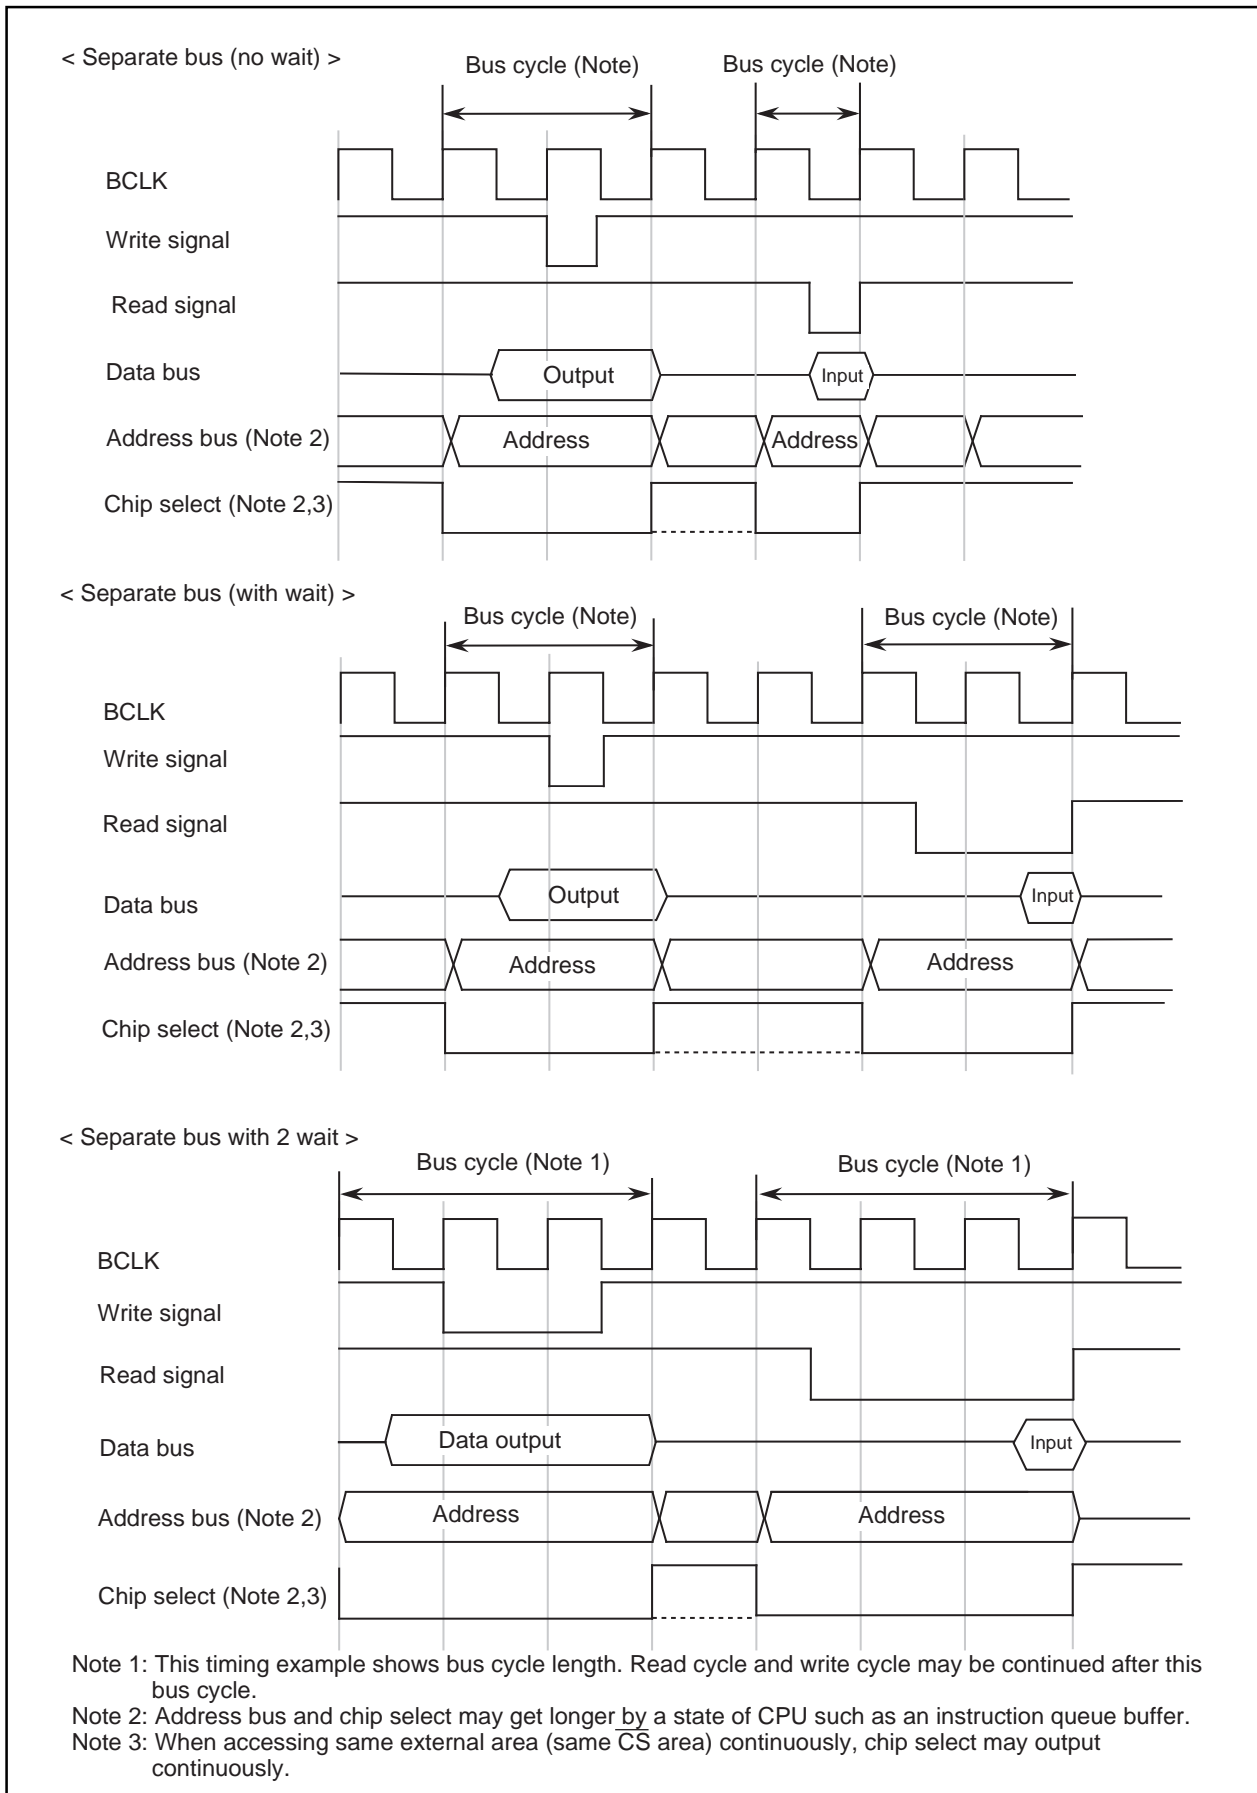 < Separate bus (no wait) >
Bus cycle (Note)
Bus cycle (Note)
BCLK
Write signal
Read signal
Data bus
Output
Input
Address bus (Note 2)
Address
Address
Chip select (Note 2,3)
< Separate bus (with wait) >
Bus cycle (Note)
Bus cycle (Note)
BCLK
Write signal
Read signal
Data bus
Output
Input
Address bus (Note 2)
Address
Address
Chip select (Note 2,3)
< Separate bus with 2 wait >
Bus cycle (Note 1)
Bus cycle (Note 1)
BCLK
Write signal
Read signal
Data bus
Data output
Input
Address bus (Note 2)
Address
Address
Chip select (Note 2,3)
Note 1: This timing example shows bus cycle length. Read cycle and write cycle may be continued after this
bus cycle.
Note 2: Address bus and chip select may get longer by a state of CPU such as an instruction queue buffer.
Note 3: When accessing same external area (same C̅S̅ area) continuously, chip select may output
continuously.